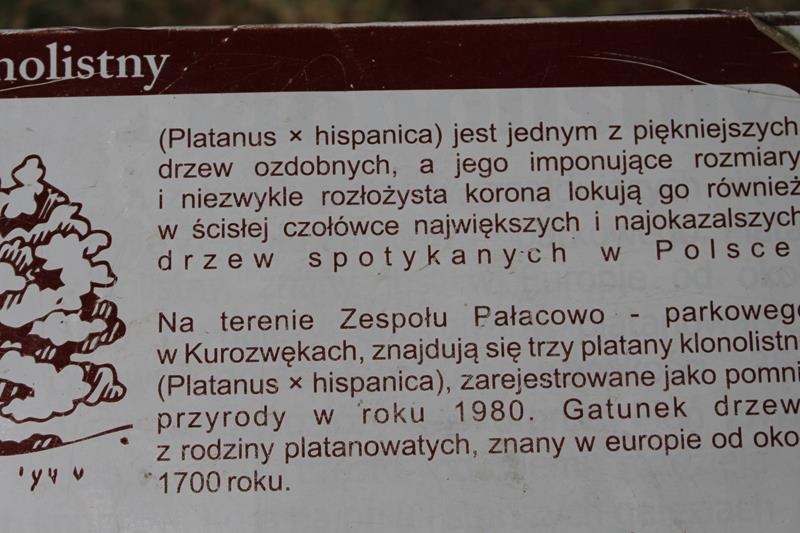 nolistny
(Platanus × hispanica) jest jednym z piękniejszych
drzew ozdobnych, a jego imponujące rozmiary
i niezwykle rozłożysta korona lokują go również
w ścisłej czołówce największych i najokazalszych
drzew spotykanych w Polsce
Na terenie Zespołu Pałacowo - parkowego
w Kurozwękach, znajdują się trzy platany klonolistn
(Platanus × hispanica), zarejestrowane jako pomni
przyrody w roku 1980. Gatunek drzew
z rodziny platanowatych, znany w europie od oko
1700 roku.